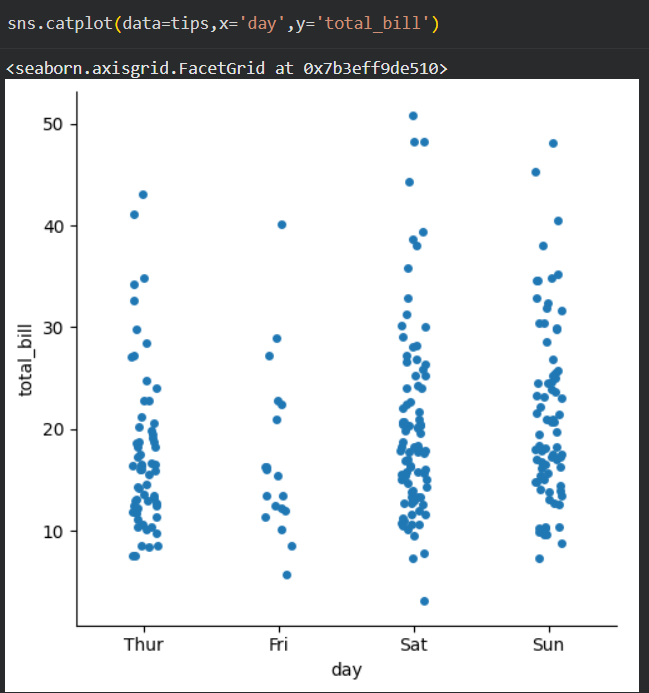 sns.catplot(data=tips,x='day',y='total_bill')
<seaborn.axisgrid.FacetGrid at 0x7b3eff9de510>
50
40
30
20
10
total_bill
Thur Fri Sat Sun
day